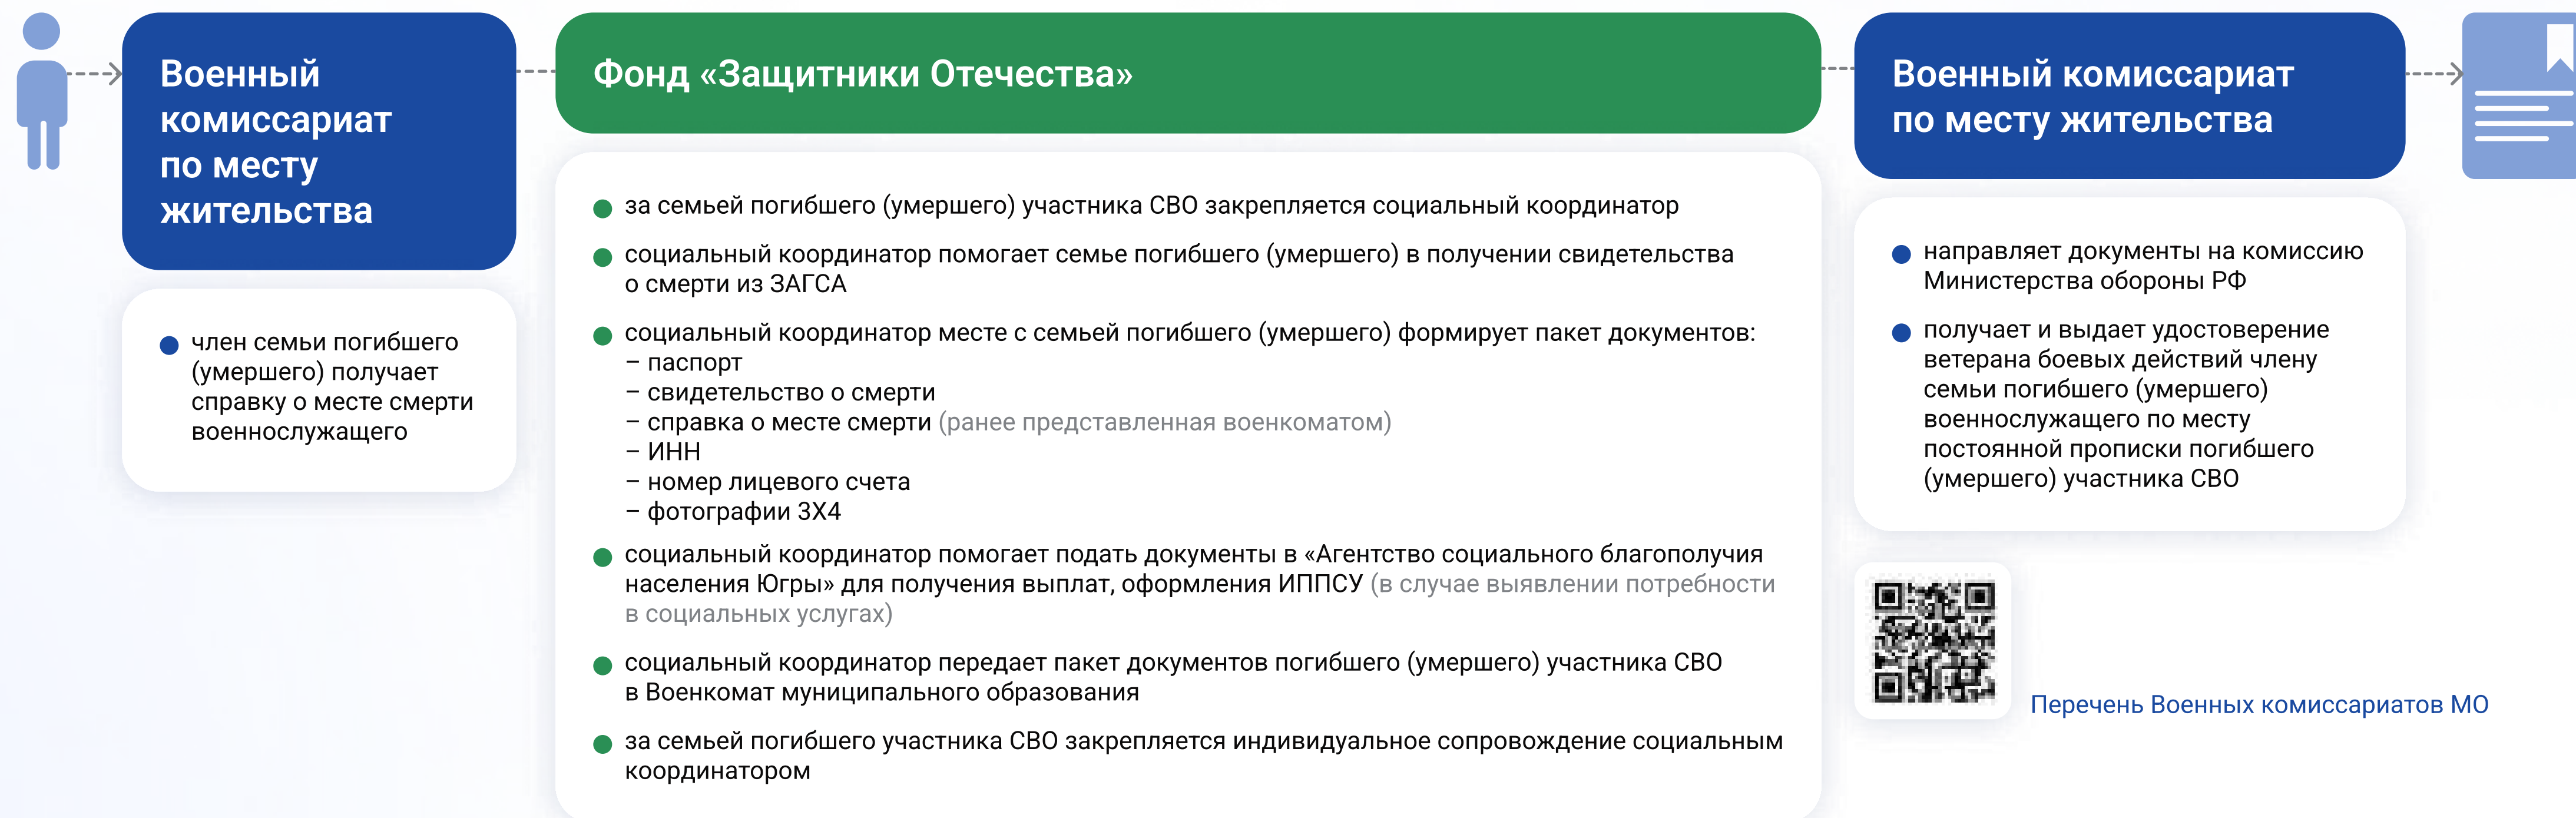 Военный
комиссариат
по месту
жительства
член семьи погибшего
(умершего) получает
справку о месте смерти
военнослужащего
Фонд «Защитники Отечества»
за семьей погибшего (умершего) участника СВО закрепляется социальный координатор
социальный координатор помогает семье погибшего (умершего) в получении свидетельства
о смерти из ЗАГСА
социальный координатор месте с семьей погибшего (умершего) формирует пакет документов:
– паспорт
– свидетельство о смерти
– справка о месте смерти (ранее представленная военкоматом)
– ИНН
– номер лицевого счета
– фотографии 3Х4
социальный координатор помогает подать документы в «Агентство социального благополучия
населения Югры» для получения выплат, оформления ИППСУ (в случае выявлении потребности
в социальных услугах)
социальный координатор передает пакет документов погибшего (умершего) участника СВО
в Военкомат муниципального образования
за семьей погибшего участника СВО закрепляется индивидуальное сопровождение социальным
координатором
Военный комиссариат
по месту жительства
направляет документы на комиссию
Министерства обороны РФ
получает и выдает удостоверение
ветерана боевых действий члену
семьи погибшего (умершего)
военнослужащего по месту
постоянной прописки погибшего
(умершего) участника СВО
Перечень Военных комиссариатов МО